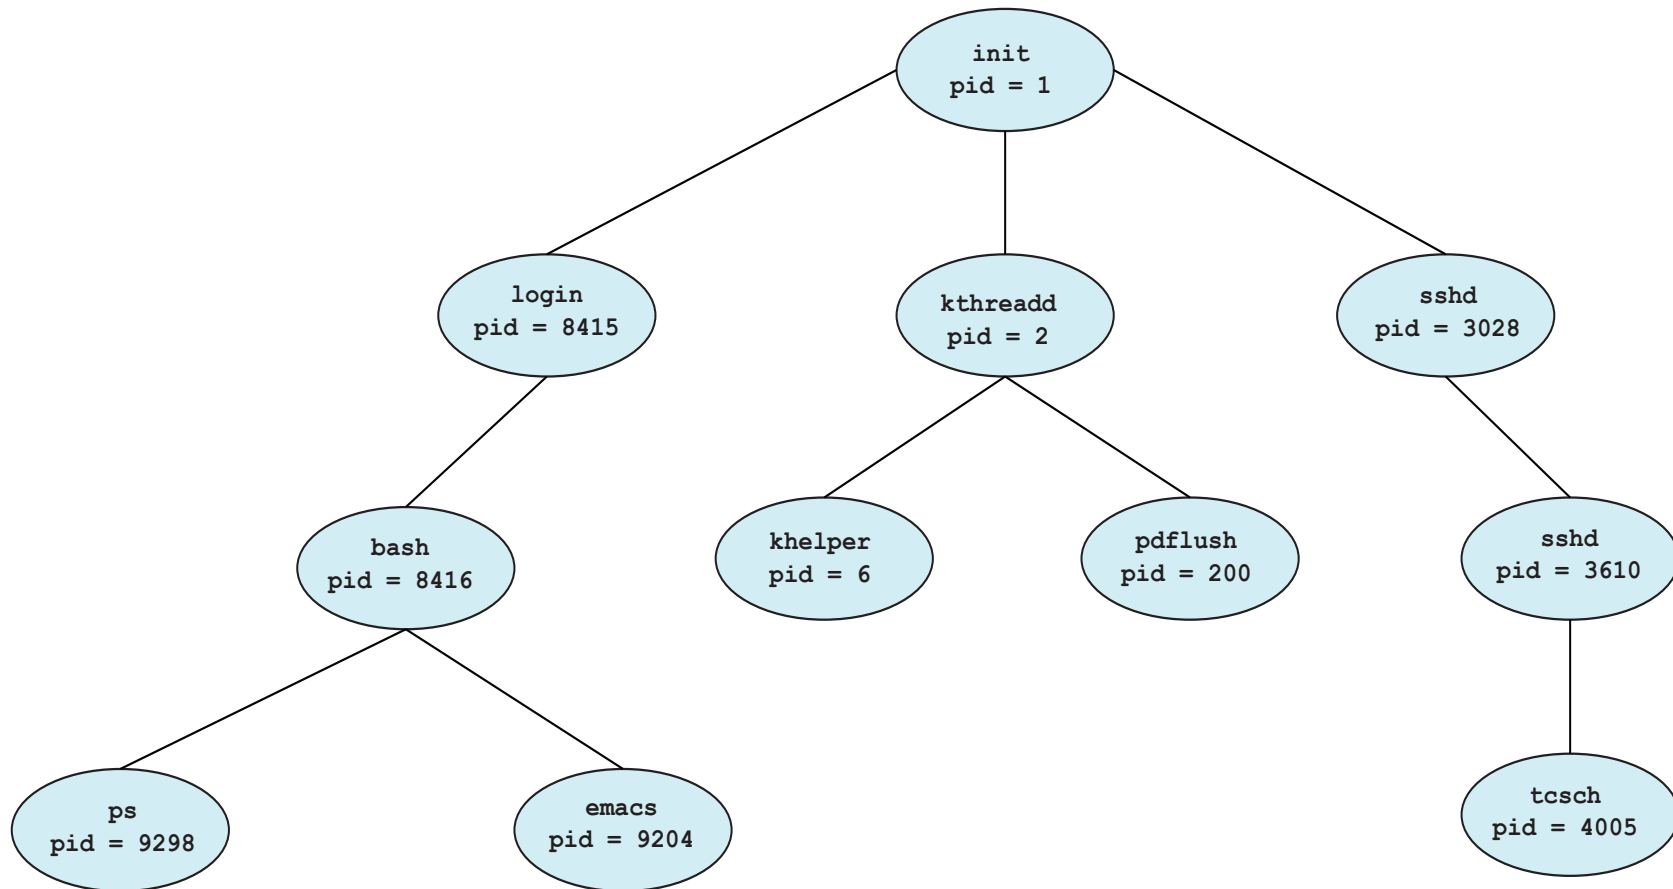 init
pid = 1
login
pid = 8415
kthreadd
pid = 2
sshd
pid = 3028
bash
pid = 8416
khelper
pid = 6
pdflush
pid = 200
sshd
pid = 3610
ps
pid = 9298
emacs
pid = 9204
tcsch
pid = 4005